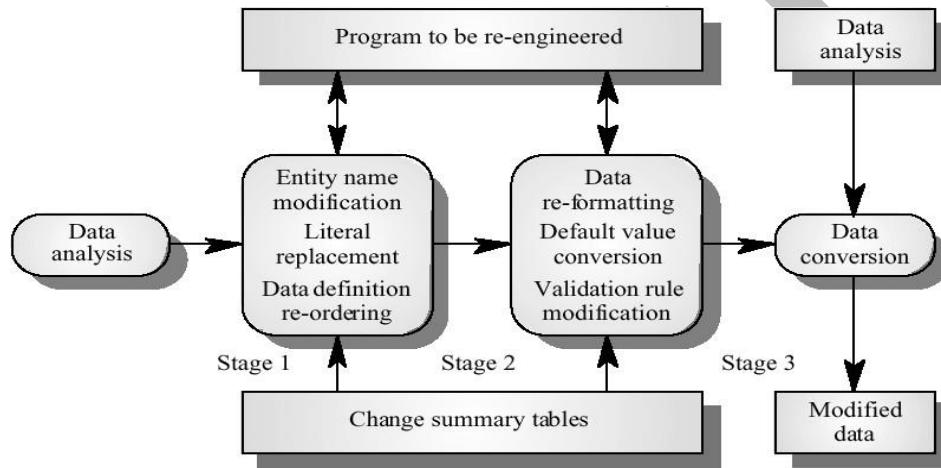 Program to be re-engineered
Data
analysis
Entity name
modification
Literal
replacement
Data definition
re-ordering
Data
re-formatting
Default value
conversion
Validation rule
modification
Data
analysis
Data
conversion
Stage 1
Stage 2
Stage 3
Change summary tables
Modified
data